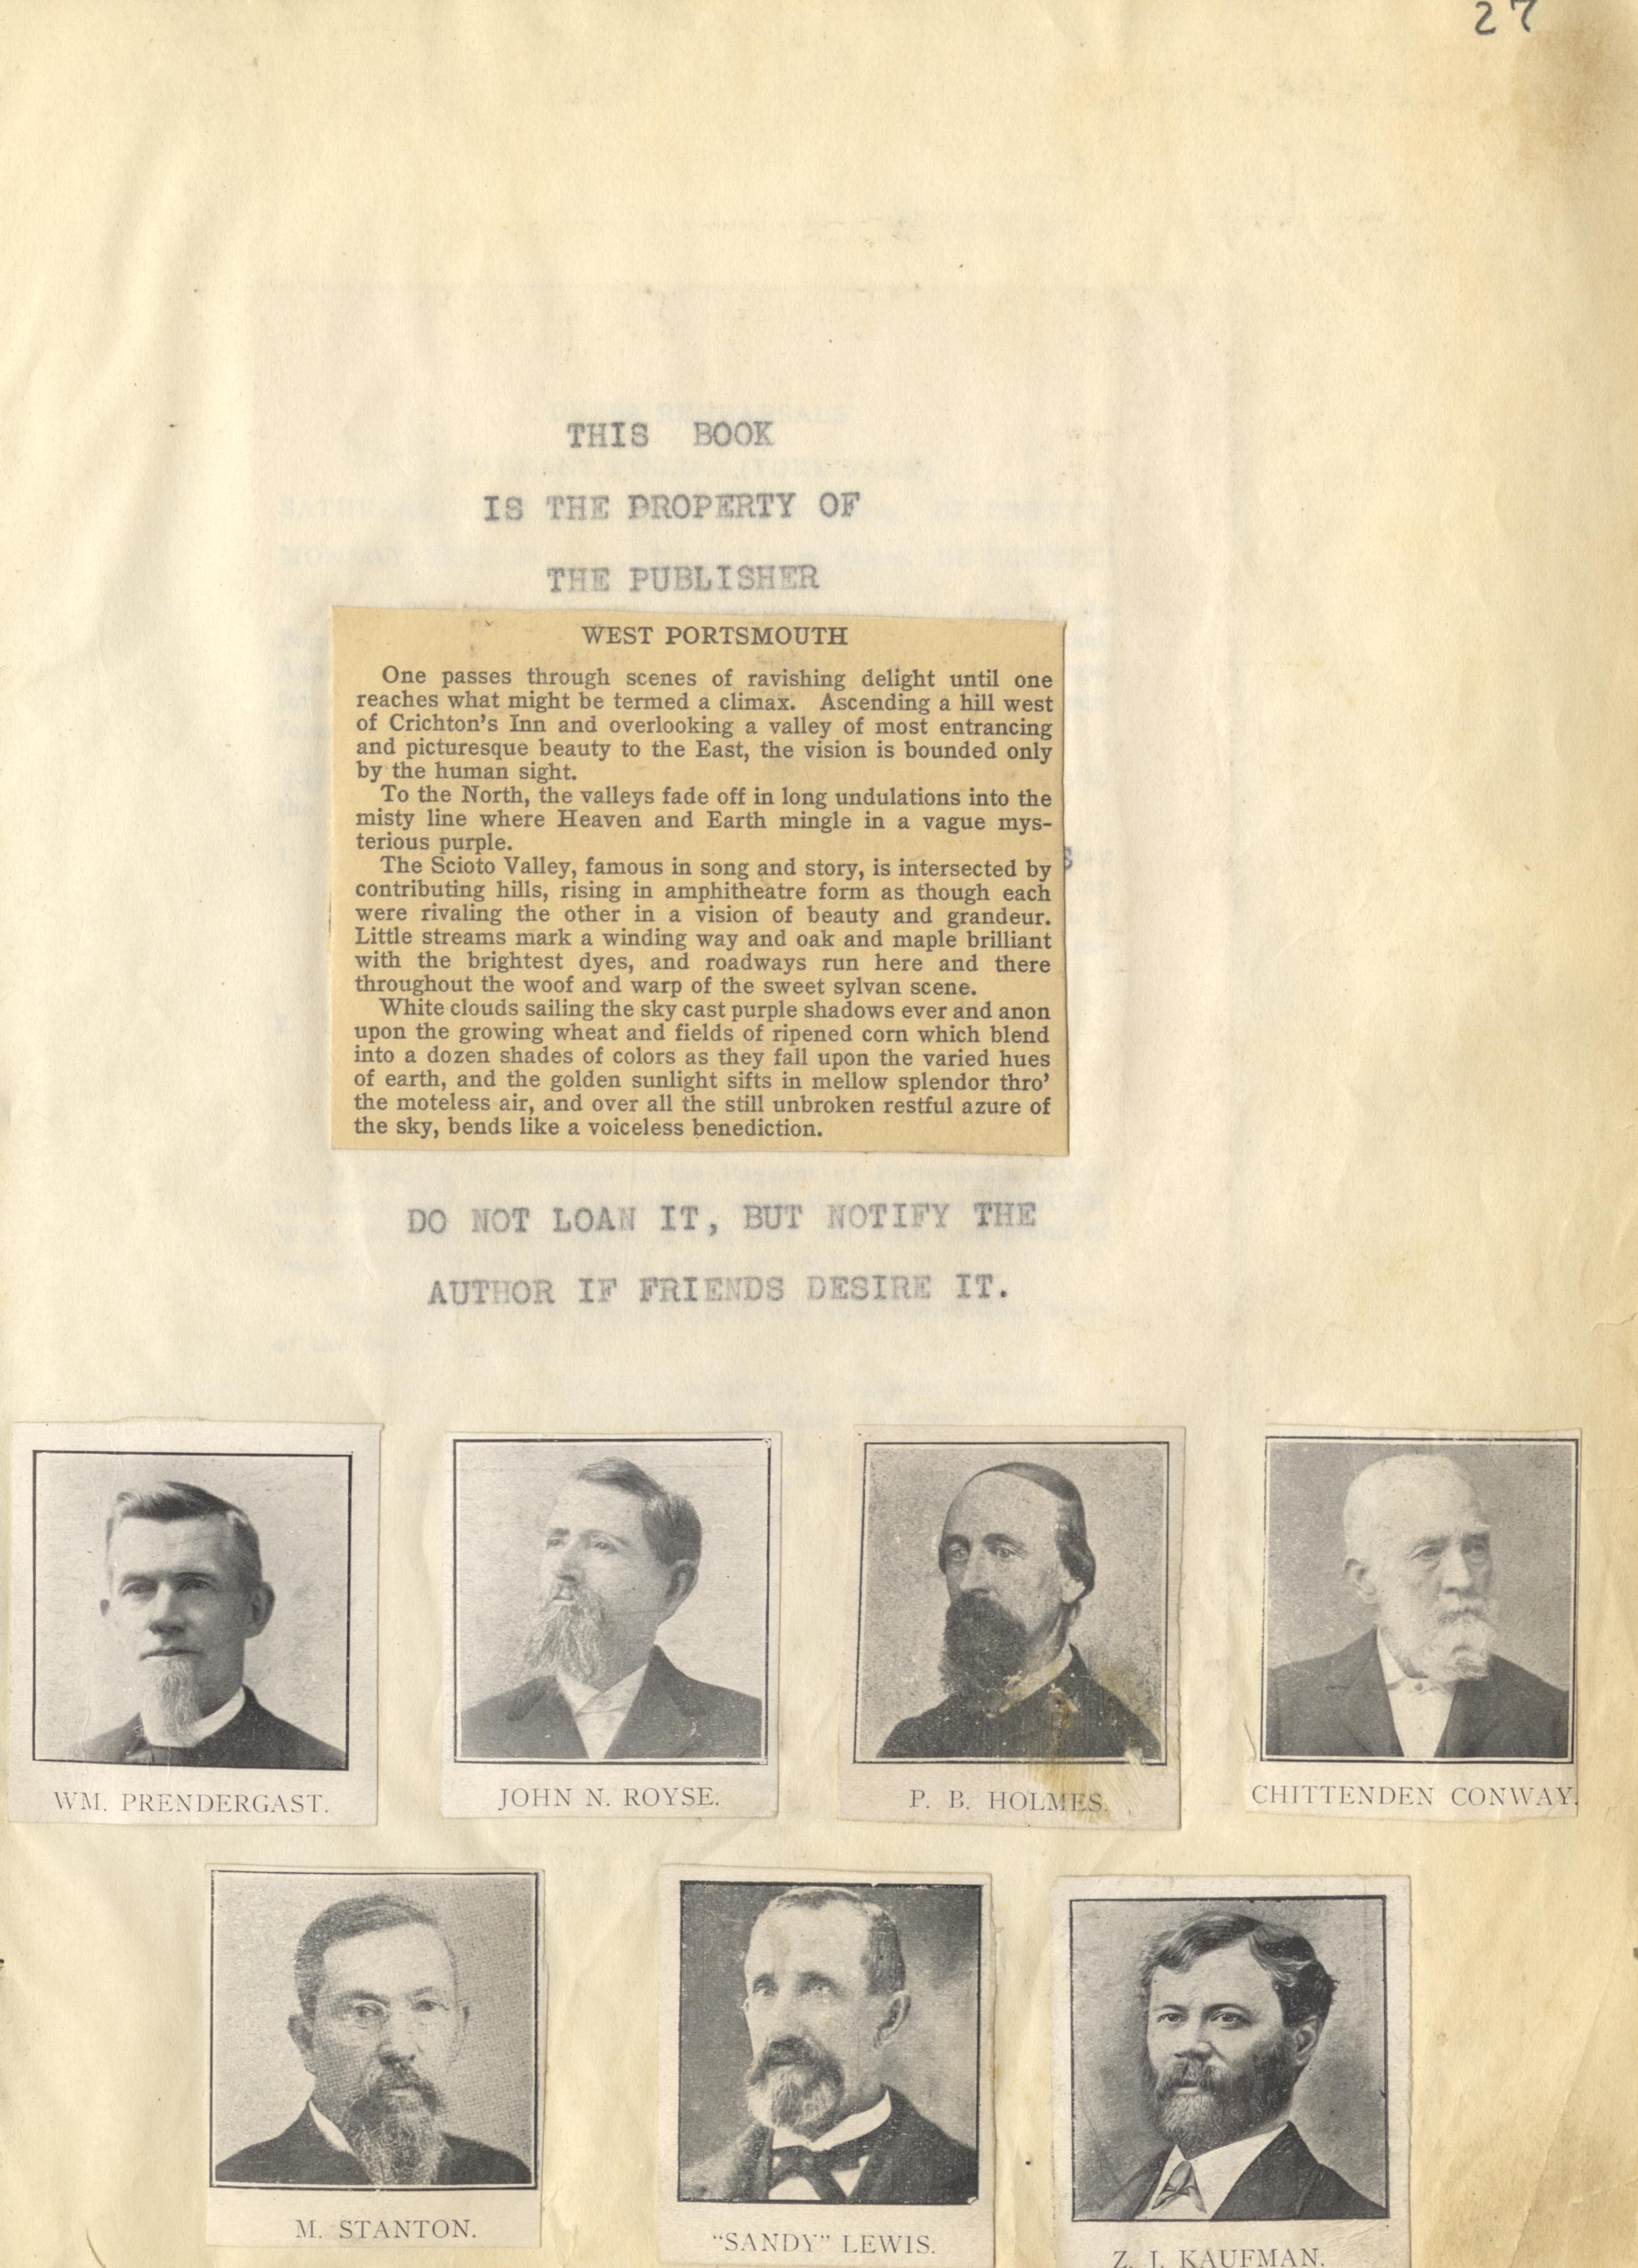 27
THIS BOOK
IS THE PROPERTY OF
THE PUBLISHER
WEST PORTSMOUTH
One passes through scenes of ravishing delight until one
reaches what might be termed a climax. Ascending a hill west
of Crichton's Inn and overlooking a valley of most entrancing
and picturesque beauty to the East, the vision is bounded only
by the human sight.
To the North, the valleys fade off in long undulations into the
misty line where Heaven and Earth mingle in a vague mys-
terious purple.
The Scioto Valley, famous in song and story, is intersected by
contributing hills, rising in amphitheatre form as though each
were rivaling the other in a vision of beauty and grandeur.
Little streams mark a winding way and oak and maple brilliant
with the brightest dyes, and roadways run here and there
throughout the woof and warp of the sweet sylvan scene.
White clouds sailing the sky cast purple shadows ever and anon
upon the growing wheat and fields of ripened corn which blend
into a dozen shades of colors as they fall upon the varied hues
of earth, and the golden sunlight sifts in mellow splendor thro'
the moteless air, and over all the still unbroken restful azure of
the sky, bends like a voiceless benediction.
DO NOT LOAN IT, BUT NOTIFY THE
AUTHOR IF FRIENDS DESIRE IT.
WM. PRENDERGAST.
JOHN N. ROYSE.
P. B. HOLMES.
CHITTENDEN CONWAY.
M. STANTON.
"SANDY" LEWIS.
Z. J. KAUFMAN.